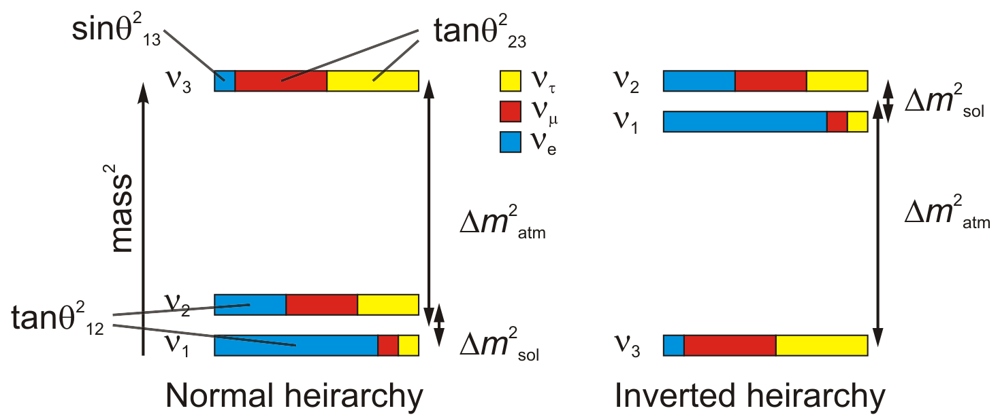 sinθ²₁₃
tanθ²₂₃
ν₃
ν_τ
ν_μ
ν_e
mass²
Δm²_atm
ν₂
tanθ²₁₂
ν₁
Δm²_sol
Normal heirarchy
ν₂
Δm²_sol
ν₁
Δm²_atm
ν₃
Inverted heirarchy